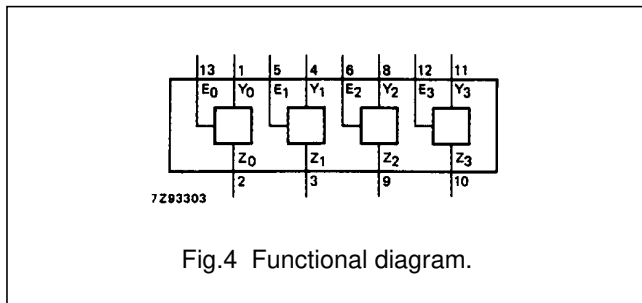 13 1 5 4 6 8 12 11
E0 Y0 E1 Y1 E2 Y2 E3 Y3
Z0 Z1 Z2 Z3
2 3 9 10
7Z93303
Fig.4 Functional diagram.